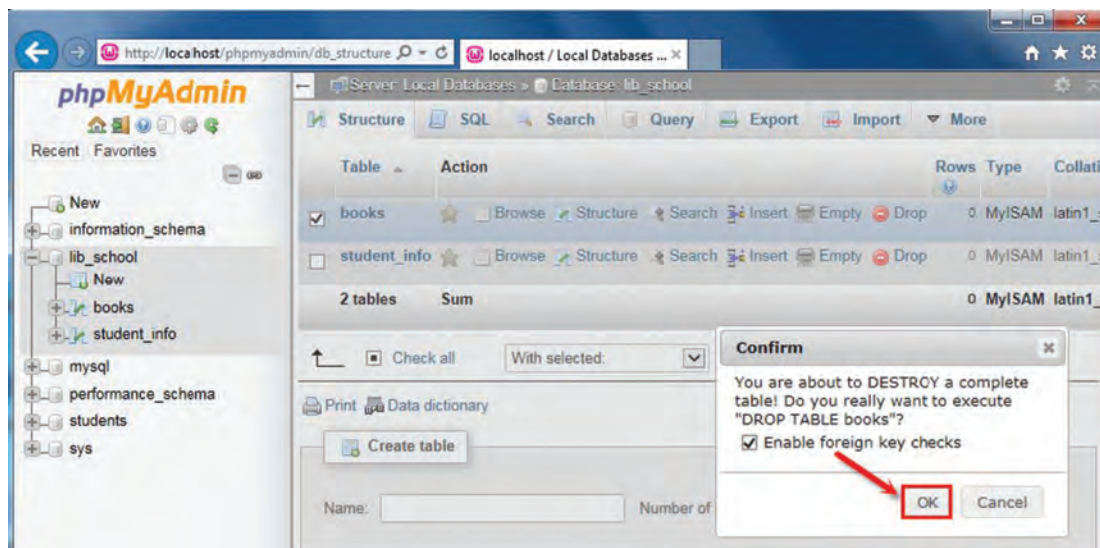 http://localhost/phpmyadmin/db_structure
localhost / Local Databases ...
phpMyAdmin
Recent Favorites
New
information_schema
lib_school
New
books
student_info
mysql
performance_schema
students
sys
Server: Local Databases » Database: lib_school
Structure SQL Search Query Export Import More
Table Action Rows Type Collati
books Browse Structure Search Insert Empty Drop 0 MyISAM latin1_
student_info Browse Structure Search Insert Empty Drop 0 MyISAM latin1_
2 tables Sum 0 MyISAM latin1_
Check all With selected:
Print Data dictionary
Create table
Name: Number of
Confirm
You are about to DESTROY a complete
table! Do you really want to execute
"DROP TABLE books"?
Enable foreign key checks
OK Cancel